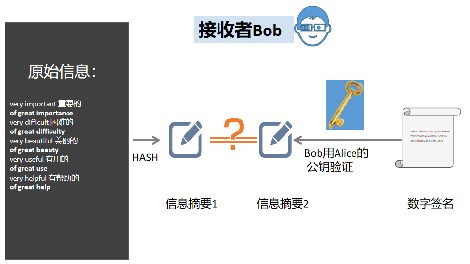 接收者Bob
原始信息：
very important 重要的
of great importance
very difficult 困难的
of great difficulty
very beautiful 美丽的
of great beauty
very useful 有用的
of great use
very helpful 有帮助的
of great help
HASH
?
Bob用Alice的
公钥验证
信息摘要1
信息摘要2
数字签名